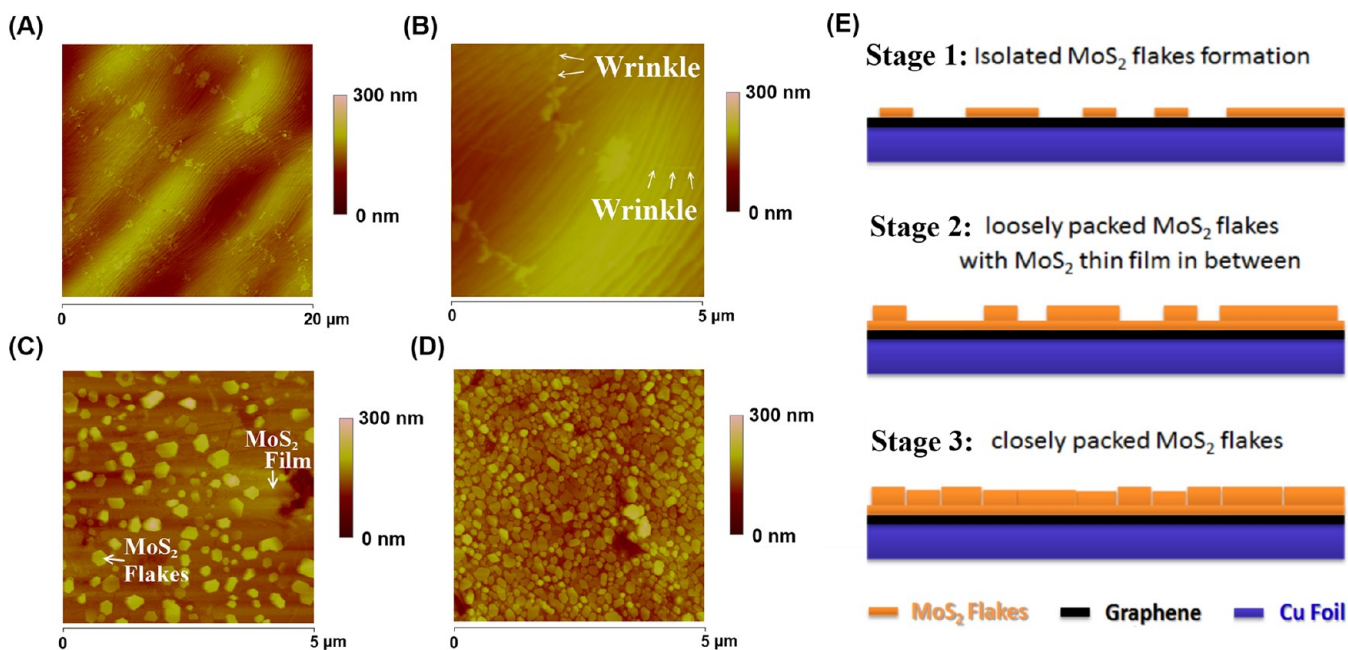 (A)
300 nm
0 nm
0
20 µm
(B)
Wrinkle
Wrinkle
300 nm
0 nm
0
5 µm
(C)
MoS₂
Film
MoS₂
Flakes
300 nm
0 nm
0
5 µm
(D)
300 nm
0 nm
0
5 µm
(E)
Stage 1: Isolated MoS₂ flakes formation
Stage 2: loosely packed MoS₂ flakes
with MoS₂ thin film in between
Stage 3: closely packed MoS₂ flakes
MoS₂ Flakes
Graphene
Cu Foil